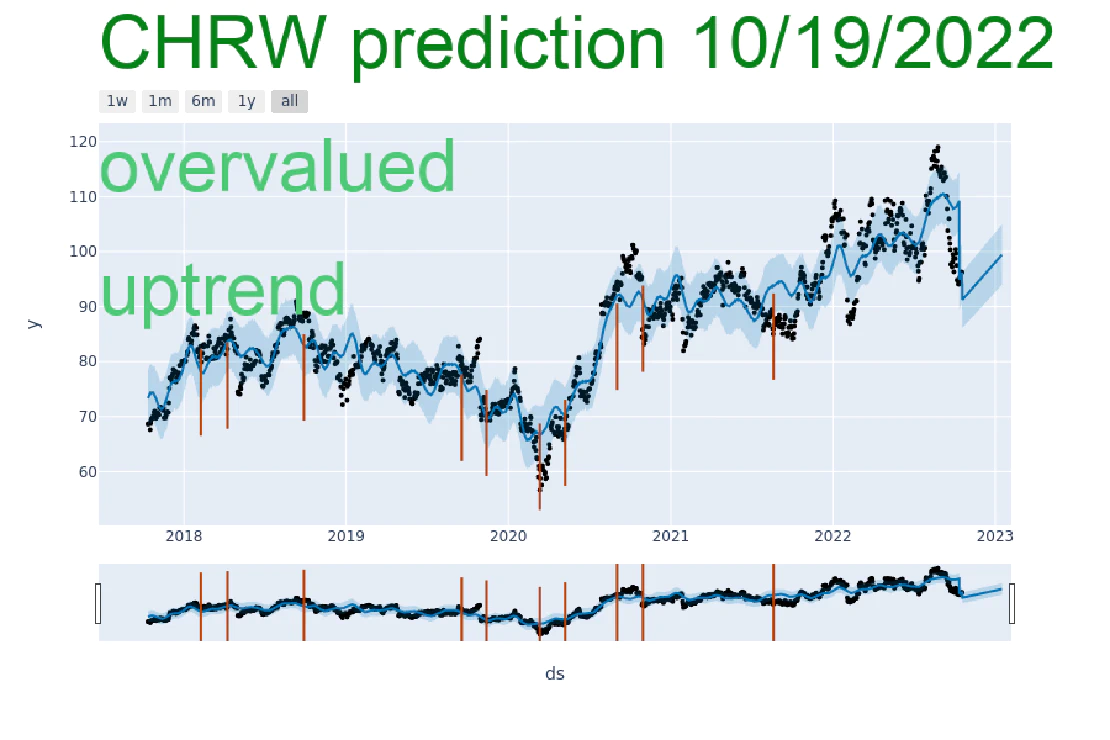 CHRW prediction 10/19/2022
1w 1m 6m 1y all
120
overvalued
110
100
uptrend
90
y
80
70
60
2018 2019 2020 2021 2022 2023
ds